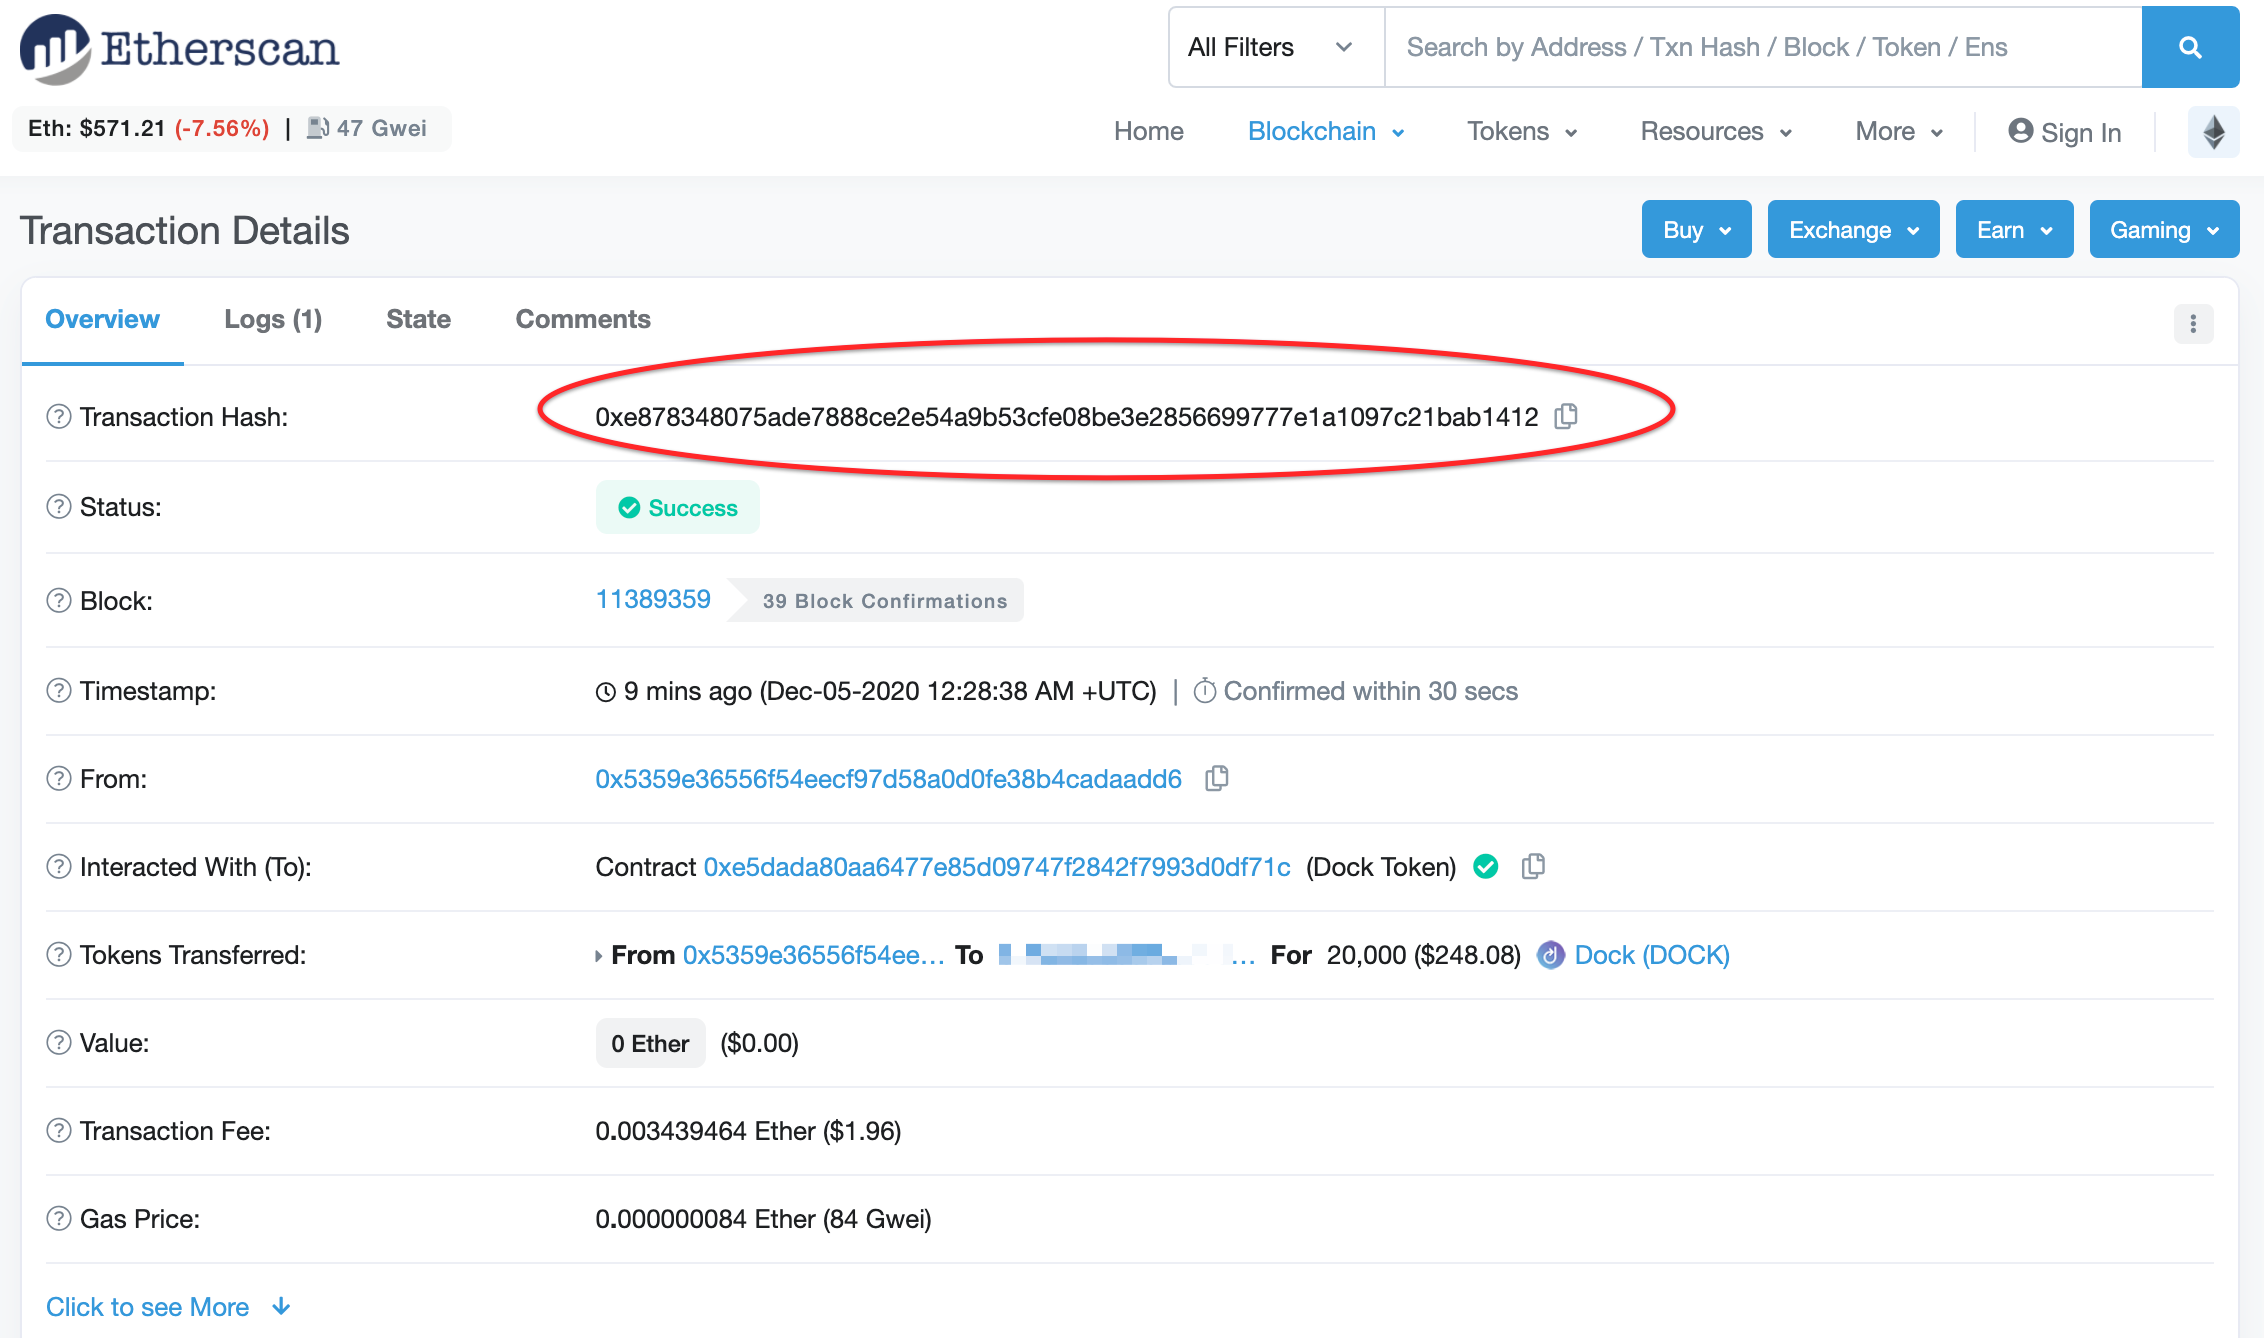 Etherscan
All Filters
Search by Address / Txn Hash / Block / Token / Ens
Eth: $571.21 (-7.56%) | 47 Gwei
Home Blockchain Tokens Resources More Sign In
Transaction Details
Buy Exchange Earn Gaming
Overview Logs (1) State Comments
Transaction Hash: 0xe878348075ade7888ce2e54a9b53cfe08be3e2856699777e1a1097c21bab1412
Status: Success
Block: 11389359 39 Block Confirmations
Timestamp: 9 mins ago (Dec-05-2020 12:28:38 AM +UTC) | Confirmed within 30 secs
From: 0x5359e36556f54eecf97d58a0d0fe38b4cadaadd6
Interacted With (To): Contract 0xe5dada80aa6477e85d09747f2842f7993d0df71c (Dock Token)
Tokens Transferred: From 0x5359e36556f54ee... To ... For 20,000 ($248.08) Dock (DOCK)
Value: 0 Ether ($0.00)
Transaction Fee: 0.003439464 Ether ($1.96)
Gas Price: 0.000000084 Ether (84 Gwei)
Click to see More